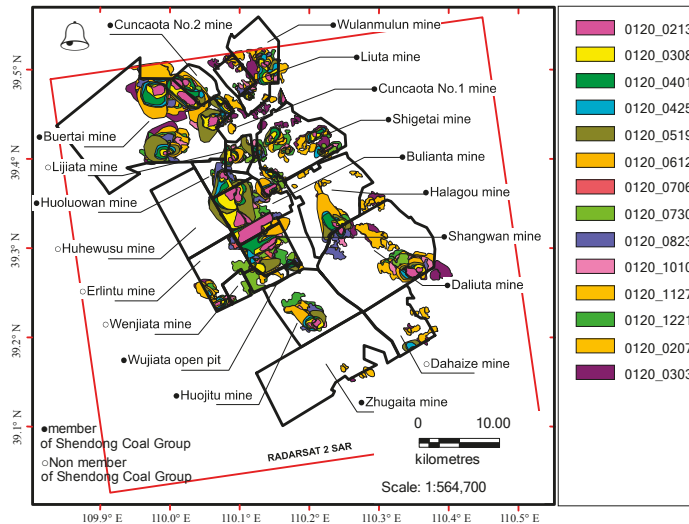 ●Cuncaota No.2 mine
●Wulanmulun mine
●Liuta mine
●Cuncaota No.1 mine
●Shigetai mine
●Buertai mine
○Lijiata mine
●Bulianta mine
●Halagou mine
●Huoluowan mine
●Shangwan mine
○Huhewusu mine
●Daliuta mine
○Erlintu mine
○Wenjiata mine
●Wujiata open pit
○Dahaize mine
●Huojitu mine
●Zhugaita mine
●member
of Shendong Coal Group
○Non member
of Shendong Coal Group
RADARSAT 2 SAR
0 10.00
kilometres
Scale: 1:564,700
39.5° N
39.4° N
39.3° N
39.2° N
39.1° N
109.9° E 110.0° E 110.1° E 110.2° E 110.3° E 110.4° E 110.5° E
0120_0213
0120_0308
0120_0401
0120_0425
0120_0519
0120_0612
0120_0706
0120_0730
0120_0823
0120_1010
0120_1127
0120_1221
0120_0207
0120_0303